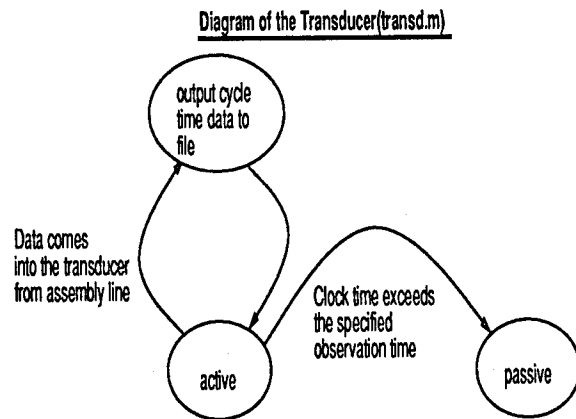 Diagram of the Transducer(transd.m)
output cycle
time data to
file
Data comes
into the transducer
from assembly line
Clock time exceeds
the specified
observation time
active
passive